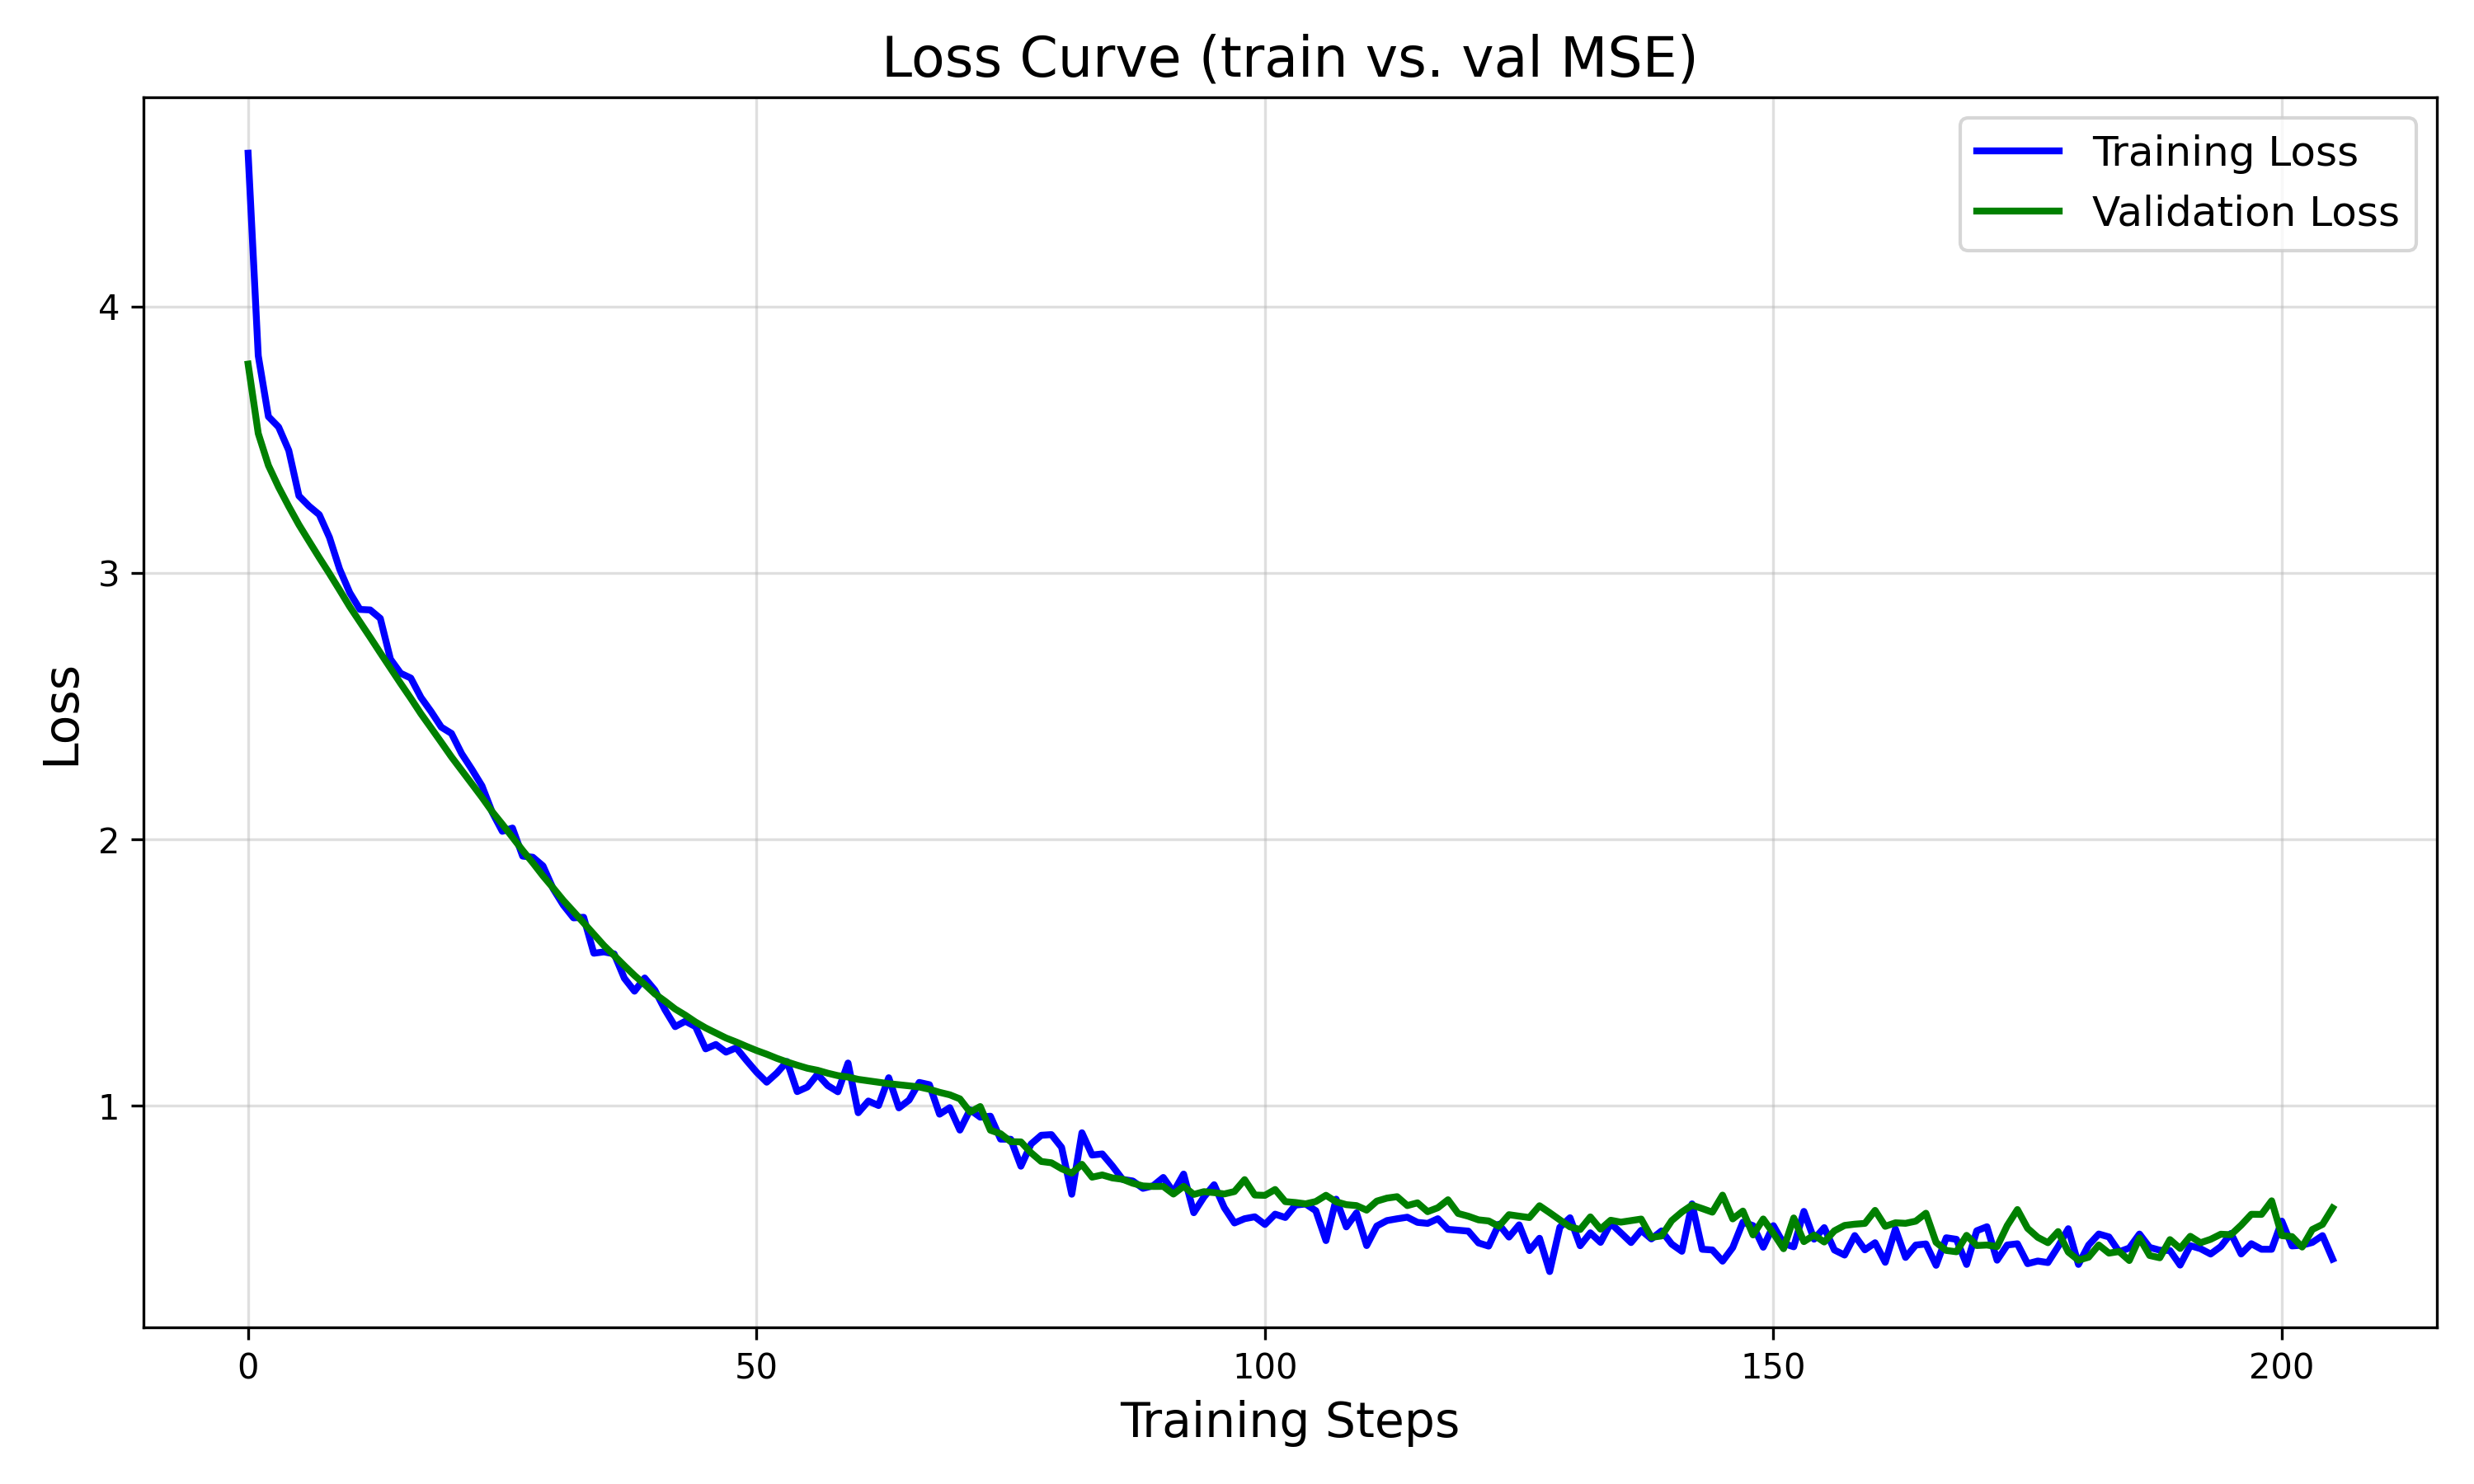 Loss Curve (train vs. val MSE)
Training Loss
Validation Loss
4
3
2
1
Loss
0 50 100 150 200
Training Steps